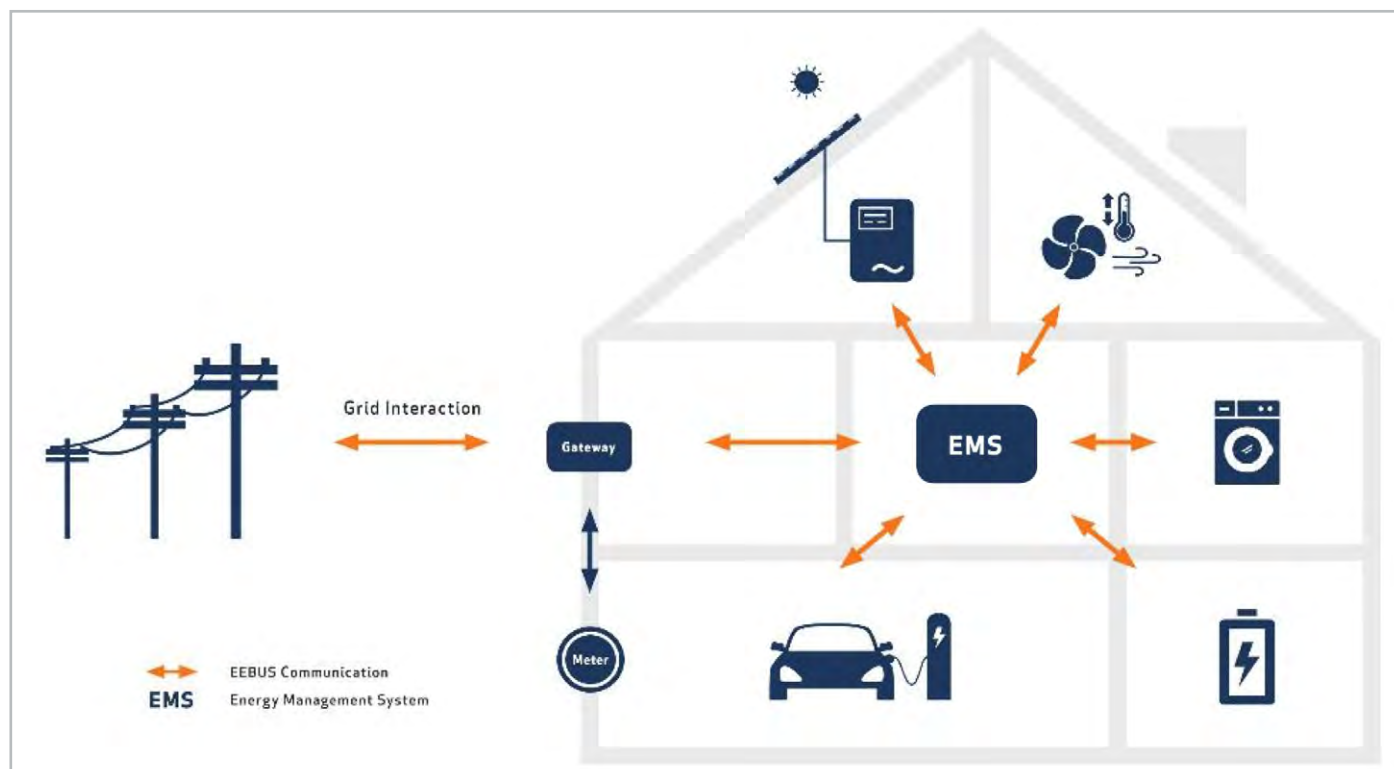 Grid Interaction
Gateway
EMS
Meter
EEBUS Communication
EMS Energy Management System